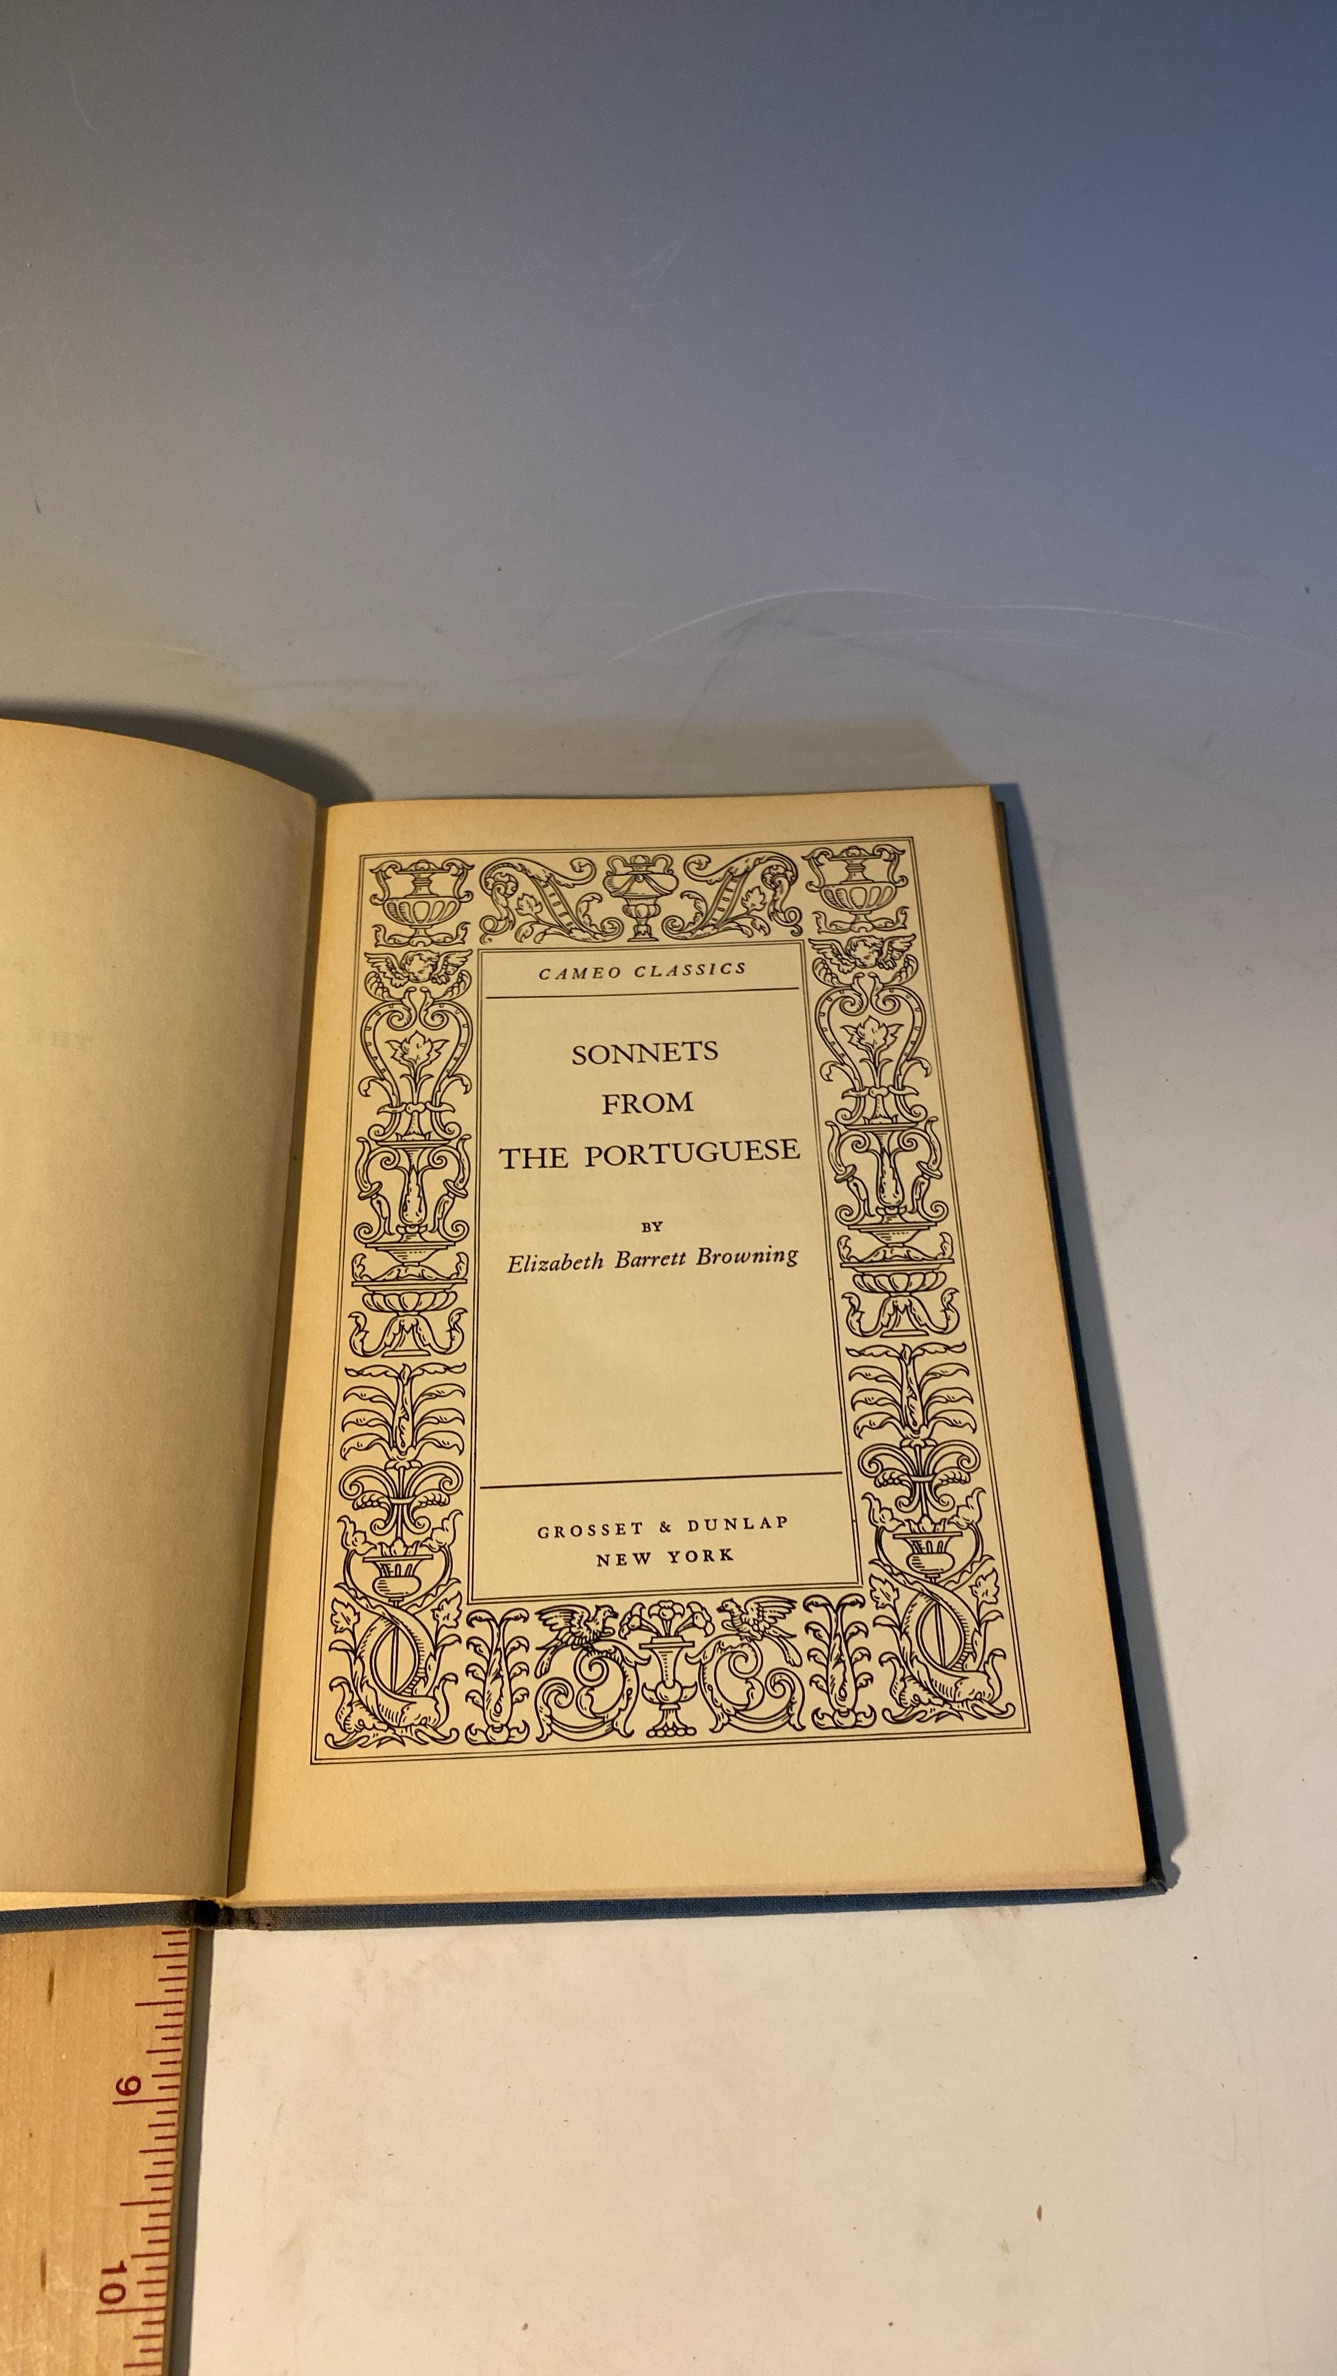 CAMEO CLASSICS
SONNETS
FROM
THE PORTUGUESE
BY
Elizabeth Barrett Browning
GROSSET & DUNLAP
NEW YORK
9
10